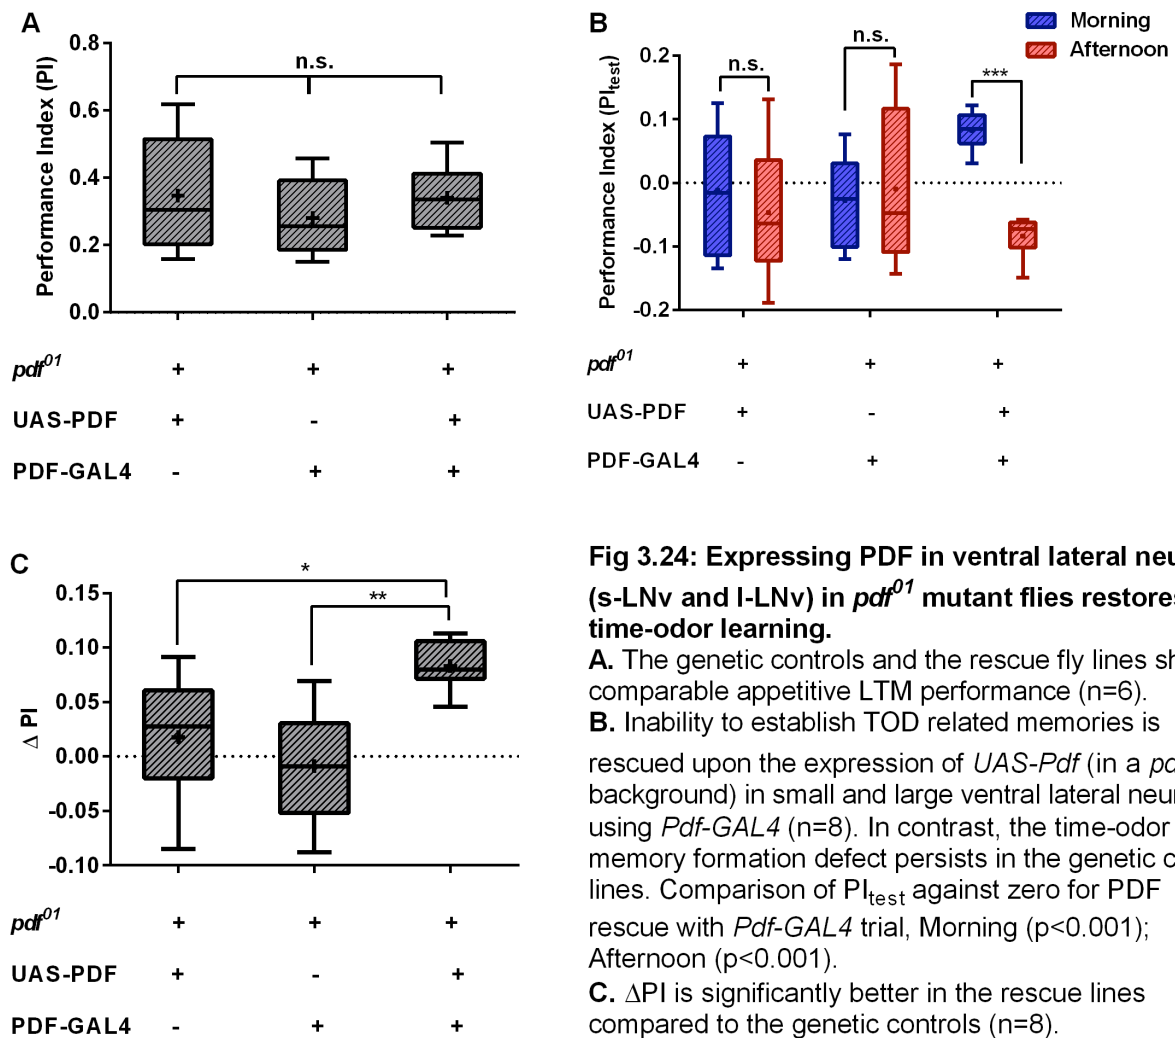 A
Performance Index (PI)
0.8
0.6
0.4
0.2
0.0
n.s.
pdf01 + + +
UAS-PDF + - +
PDF-GAL4 - + +
B
Morning
Afternoon
Performance Index (PItest)
0.2
0.1
0.0
-0.1
-0.2
n.s.
n.s.
***
pdf01 + + +
UAS-PDF + - +
PDF-GAL4 - + +
C
Δ PI
0.15
0.10
0.05
0.00
-0.05
-0.10
*
**
pdf01 + + +
UAS-PDF + - +
PDF-GAL4 - + +
Fig 3.24: Expressing PDF in ventral lateral neu
(s-LNv and l-LNv) in pdf01 mutant flies restores
time-odor learning.
A. The genetic controls and the rescue fly lines sh
comparable appetitive LTM performance (n=6).
B. Inability to establish TOD related memories is
rescued upon the expression of UAS-Pdf (in a pd
background) in small and large ventral lateral neur
using Pdf-GAL4 (n=8). In contrast, the time-odor
memory formation defect persists in the genetic c
lines. Comparison of PItest against zero for PDF
rescue with Pdf-GAL4 trial, Morning (p<0.001);
Afternoon (p<0.001).
C. ΔPI is significantly better in the rescue lines
compared to the genetic controls (n=8).